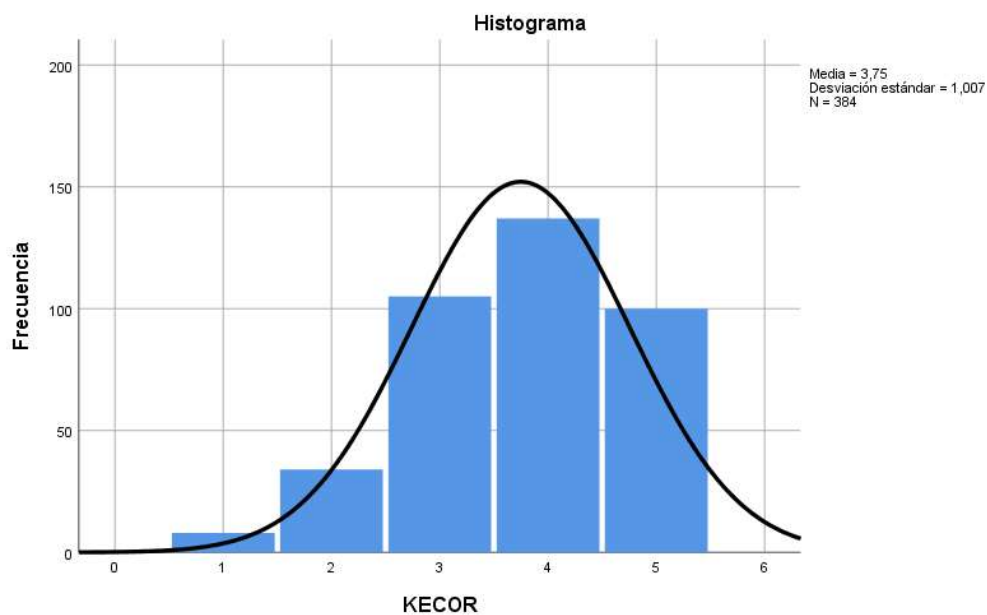 Histograma
Media = 3,75
Desviación estándar = 1,007
N = 384
200
150
100
50
0
Frecuencia
0 1 2 3 4 5 6
KECOR